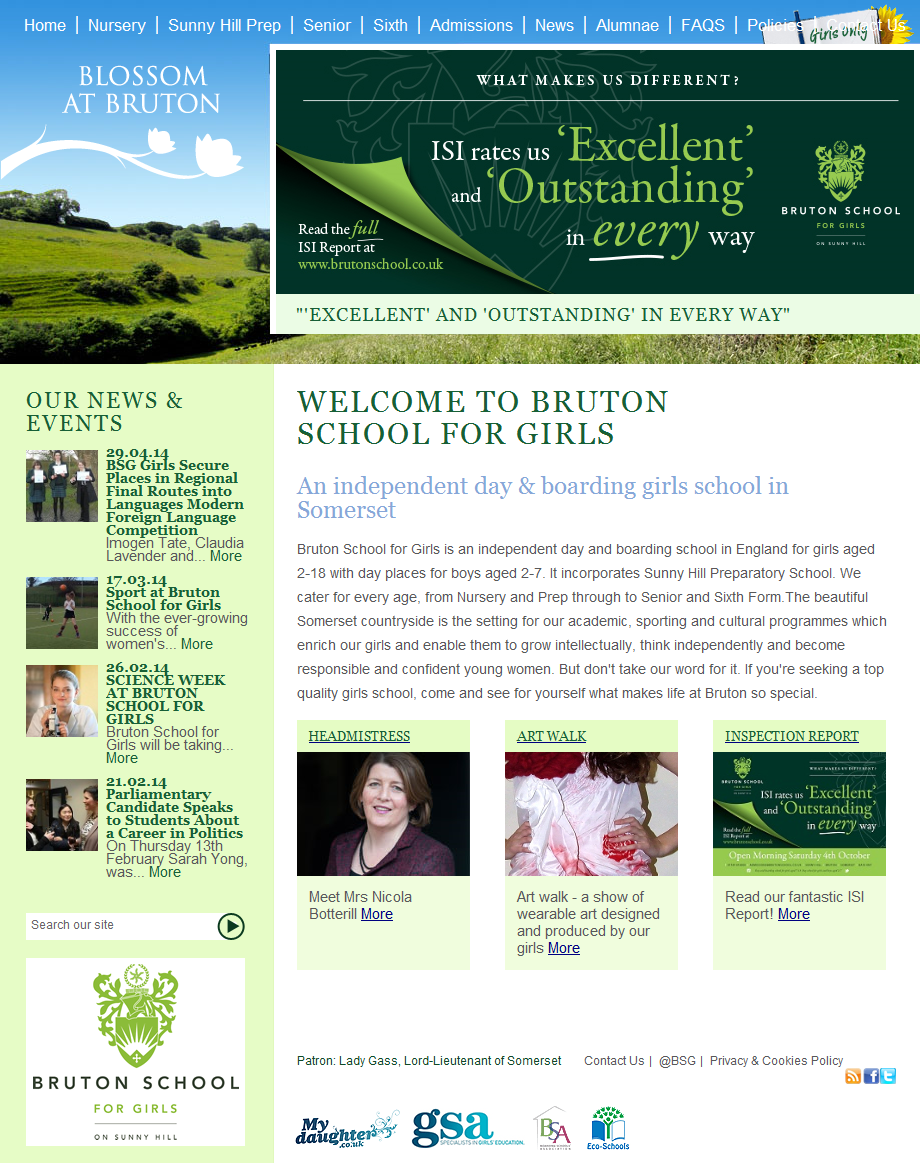 Home | Nursery | Sunny Hill Prep | Senior | Sixth | Admissions | News | Alumnae | FAQS | Policies | Contact Us
Girls only
BLOSSOM
AT BRUTON
WHAT MAKES US DIFFERENT?
ISI rates us 'Excellent'
and 'Outstanding'
in every way
Read the full
ISI Report at
www.brutonschool.co.uk
BRUTON SCHOOL
FOR GIRLS
ON SUNNY HILL
"'EXCELLENT' AND 'OUTSTANDING' IN EVERY WAY"
OUR NEWS &
EVENTS
29.04.14
BSG Girls Secure
Places in Regional
Final Routes into
Languages Modern
Foreign Language
Competition
Imogen Tate, Claudia
Lavender and... More
17.03.14
Sport at Bruton
School for Girls
With the ever-growing
success of
women's... More
26.02.14
SCIENCE WEEK
AT BRUTON
SCHOOL FOR
GIRLS
Bruton School for
Girls will be taking...
More
21.02.14
Parliamentary
Candidate Speaks
to Students About
a Career in Politics
On Thursday 13th
February Sarah Yong,
was... More
Search our site
BRUTON SCHOOL
FOR GIRLS
ON SUNNY HILL
WELCOME TO BRUTON
SCHOOL FOR GIRLS
An independent day & boarding girls school in
Somerset
Bruton School for Girls is an independent day and boarding school in England for girls aged
2-18 with day places for boys aged 2-7. It incorporates Sunny Hill Preparatory School. We
cater for every age, from Nursery and Prep through to Senior and Sixth Form.The beautiful
Somerset countryside is the setting for our academic, sporting and cultural programmes which
enrich our girls and enable them to grow intellectually, think independently and become
responsible and confident young women. But don't take our word for it. If you're seeking a top
quality girls school, come and see for yourself what makes life at Bruton so special.
HEADMISTRESS
Meet Mrs Nicola
Botterill More
ART WALK
Art walk - a show of
wearable art designed
and produced by our
girls More
INSPECTION REPORT
BRUTON SCHOOL
FOR GIRLS
WHAT MAKES US DIFFERENT?
ISI rates us 'Excellent'
and 'Outstanding'
in every way
Read the full
ISI Report at
www.brutonschool.co.uk
Open Morning Saturday 4th October
Read our fantastic ISI
Report! More
Patron: Lady Gass, Lord-Lieutenant of Somerset Contact Us | @BSG | Privacy & Cookies Policy
My
daughter
.co.uk
gsa
SPECIALISTS IN GIRLS' EDUCATION.
BSA
Eco-Schools